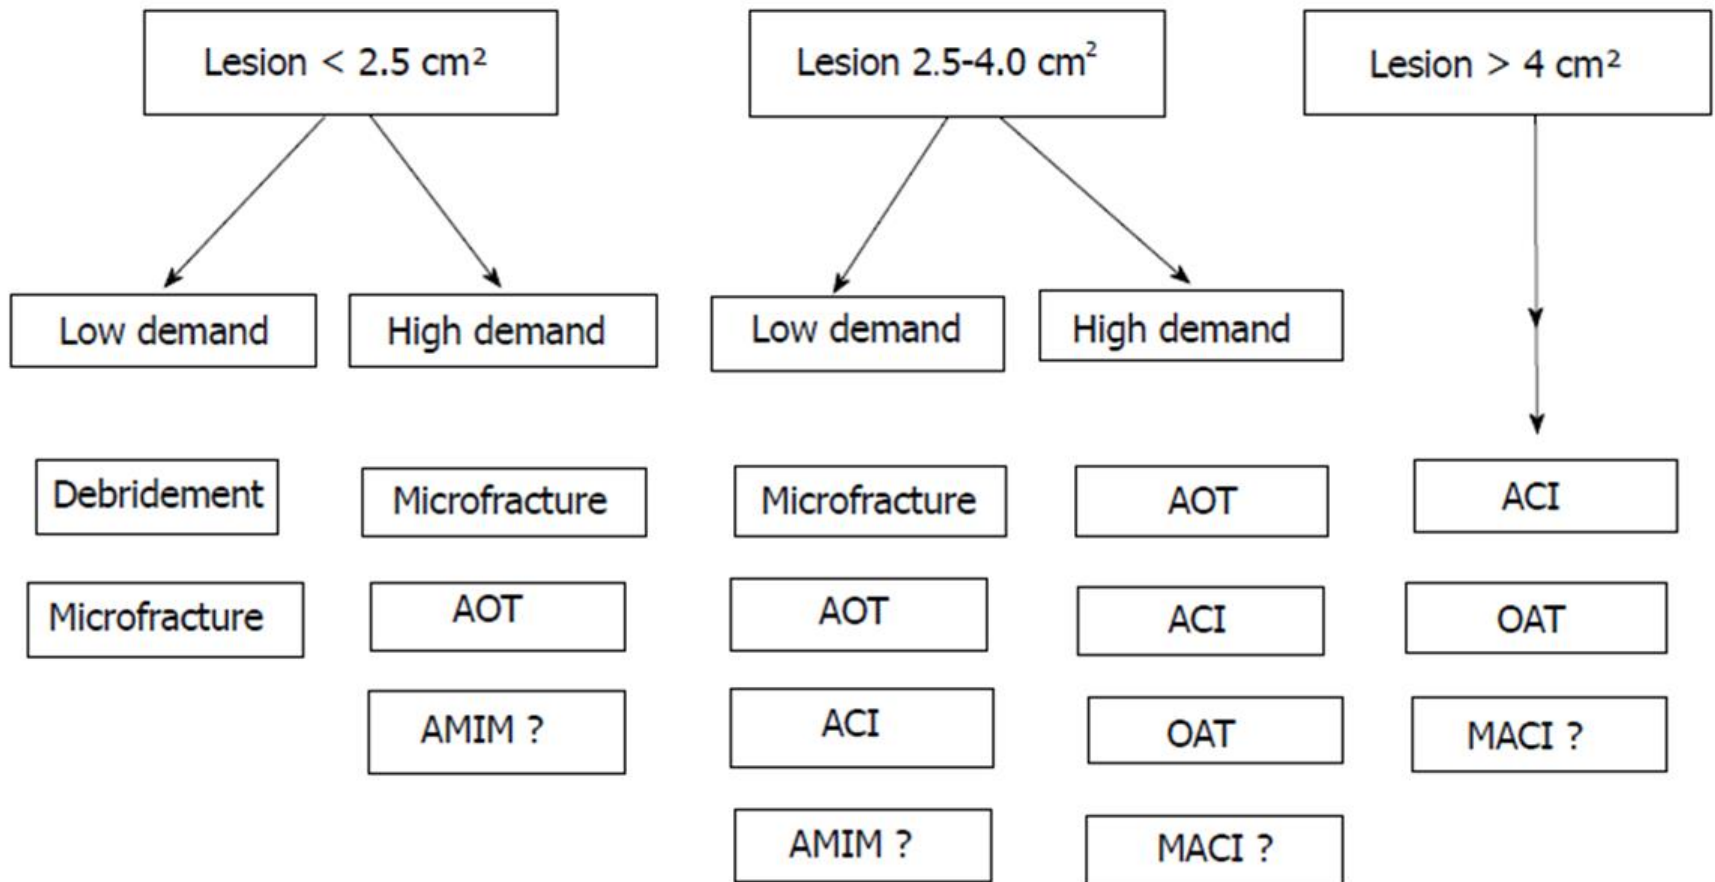 Lesion < 2.5 cm²
Lesion 2.5-4.0 cm²
Lesion > 4 cm²
Low demand
High demand
Low demand
High demand
Debridement
Microfracture
Microfracture
AOT
ACI
Microfracture
AOT
AOT
ACI
OAT
AMIM ?
ACI
OAT
MACI ?
AMIM ?
MACI ?